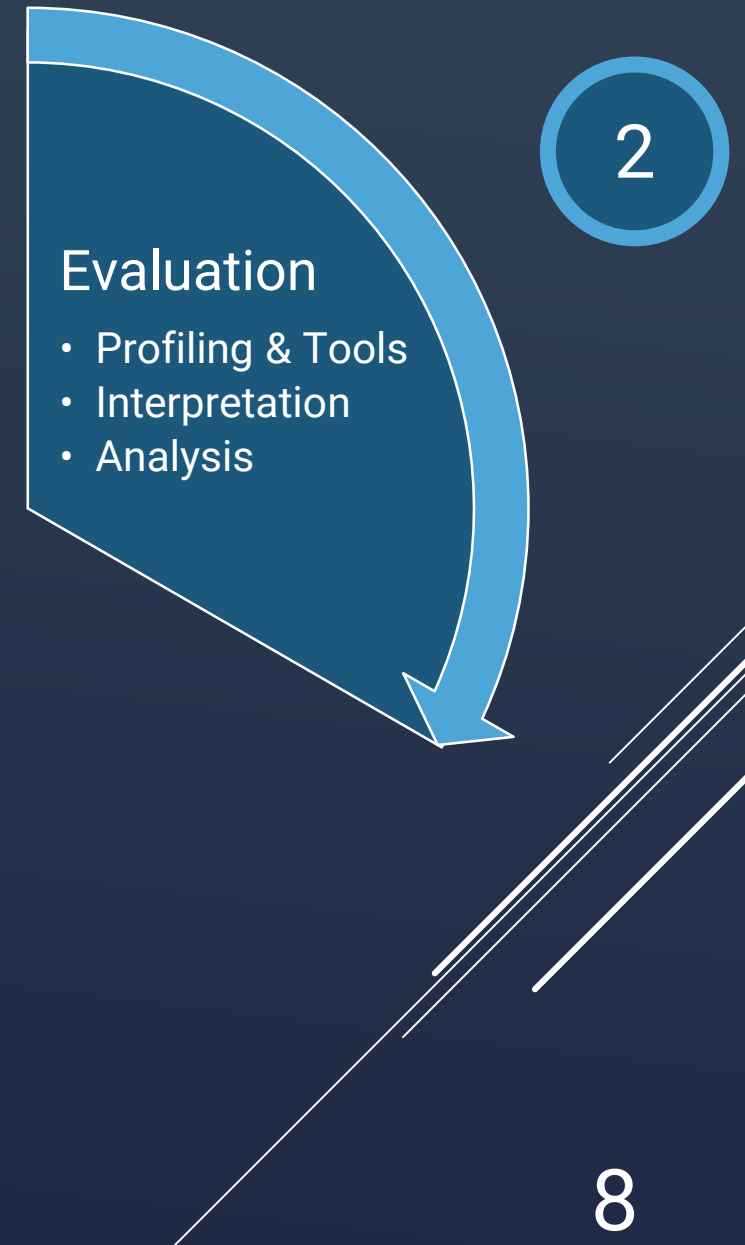 2
Evaluation
• Profiling & Tools
• Interpretation
• Analysis
8